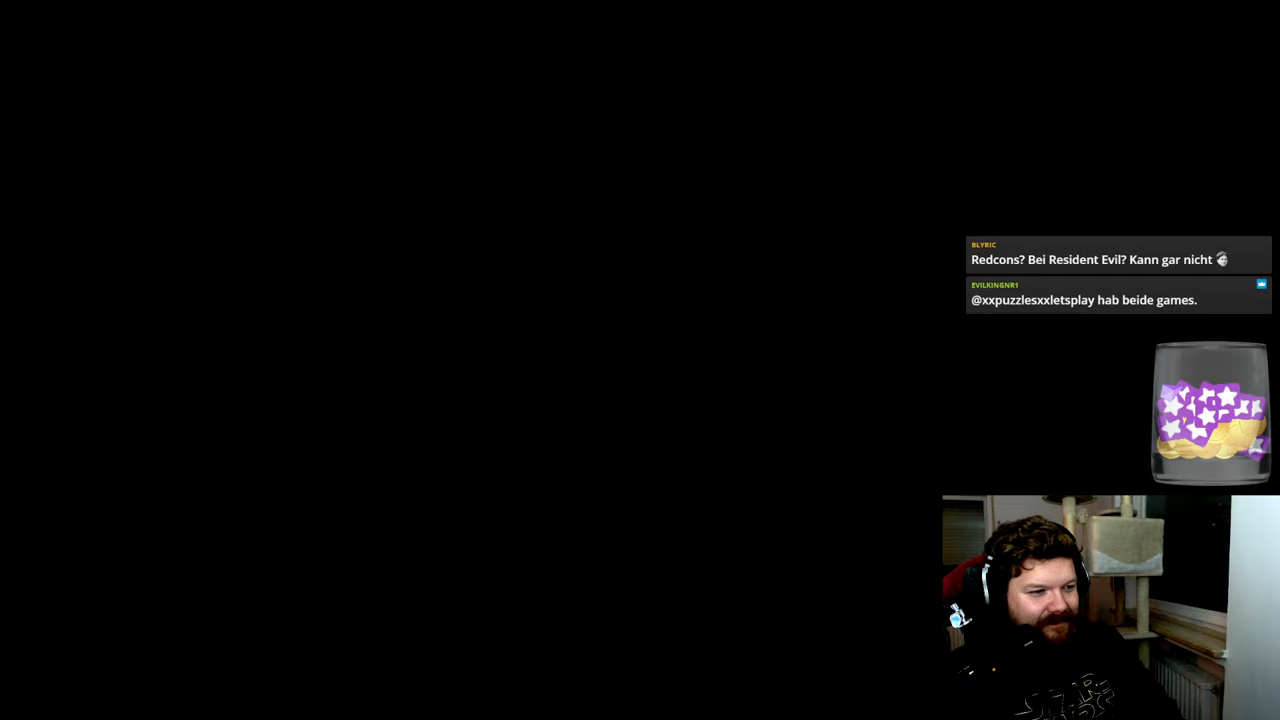 BLYRIC
Redcons? Bei Resident Evil? Kann gar nicht
EVILKINGNR1
@xxpuzzlesxxletsplay hab beide games.